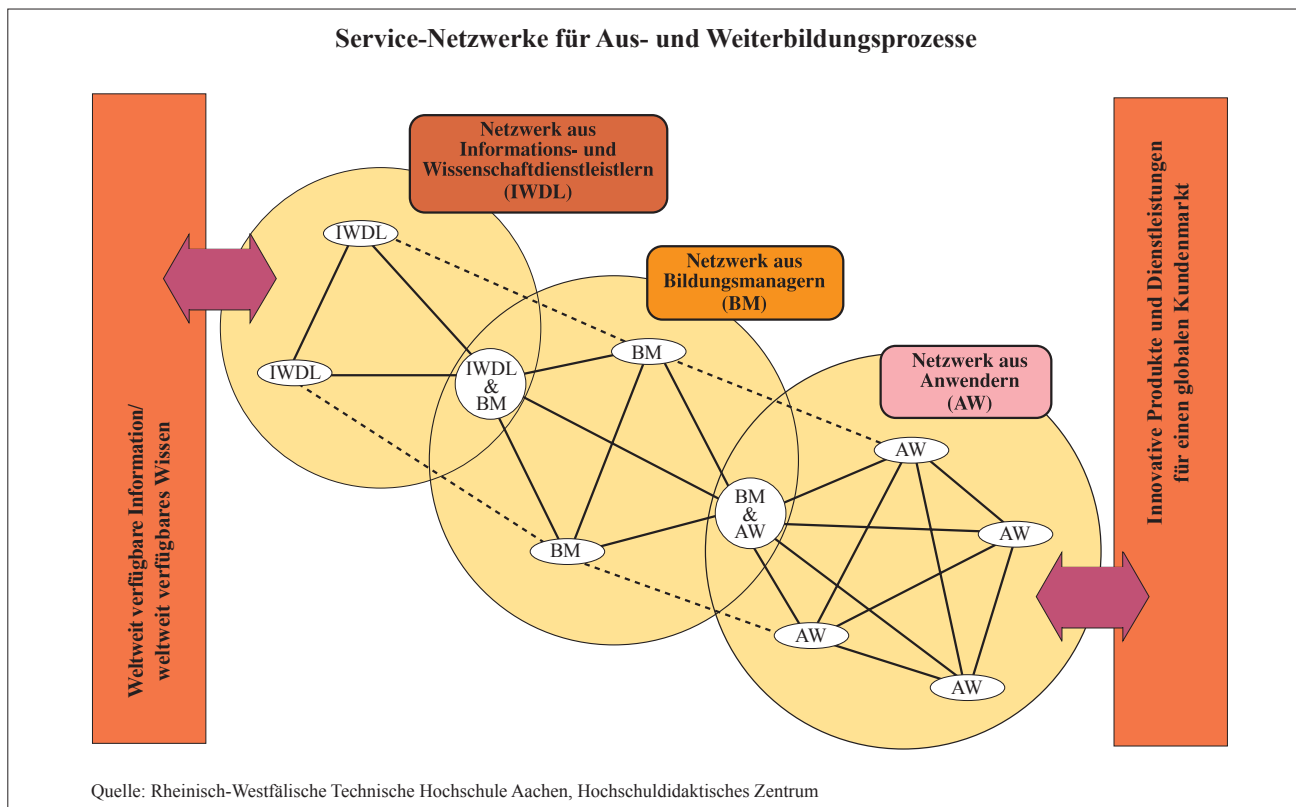 Service-Netzwerke für Aus- und Weiterbildungsprozesse
Weltweit verfügbare Information/
weltweit verfügbares Wissen
Netzwerk aus
Informations- und
Wissenschaftdienstleistlern
(IWDL)
IWDL
IWDL
IWDL
&
BM
Netzwerk aus
Bildungsmanagern
(BM)
BM
BM
BM
&
AW
Netzwerk aus
Anwendern
(AW)
AW
AW
AW
AW
Innovative Produkte und Dienstleistungen
für einen globalen Kundenmarkt
Quelle: Rheinisch-Westfälische Technische Hochschule Aachen, Hochschuldidaktisches Zentrum